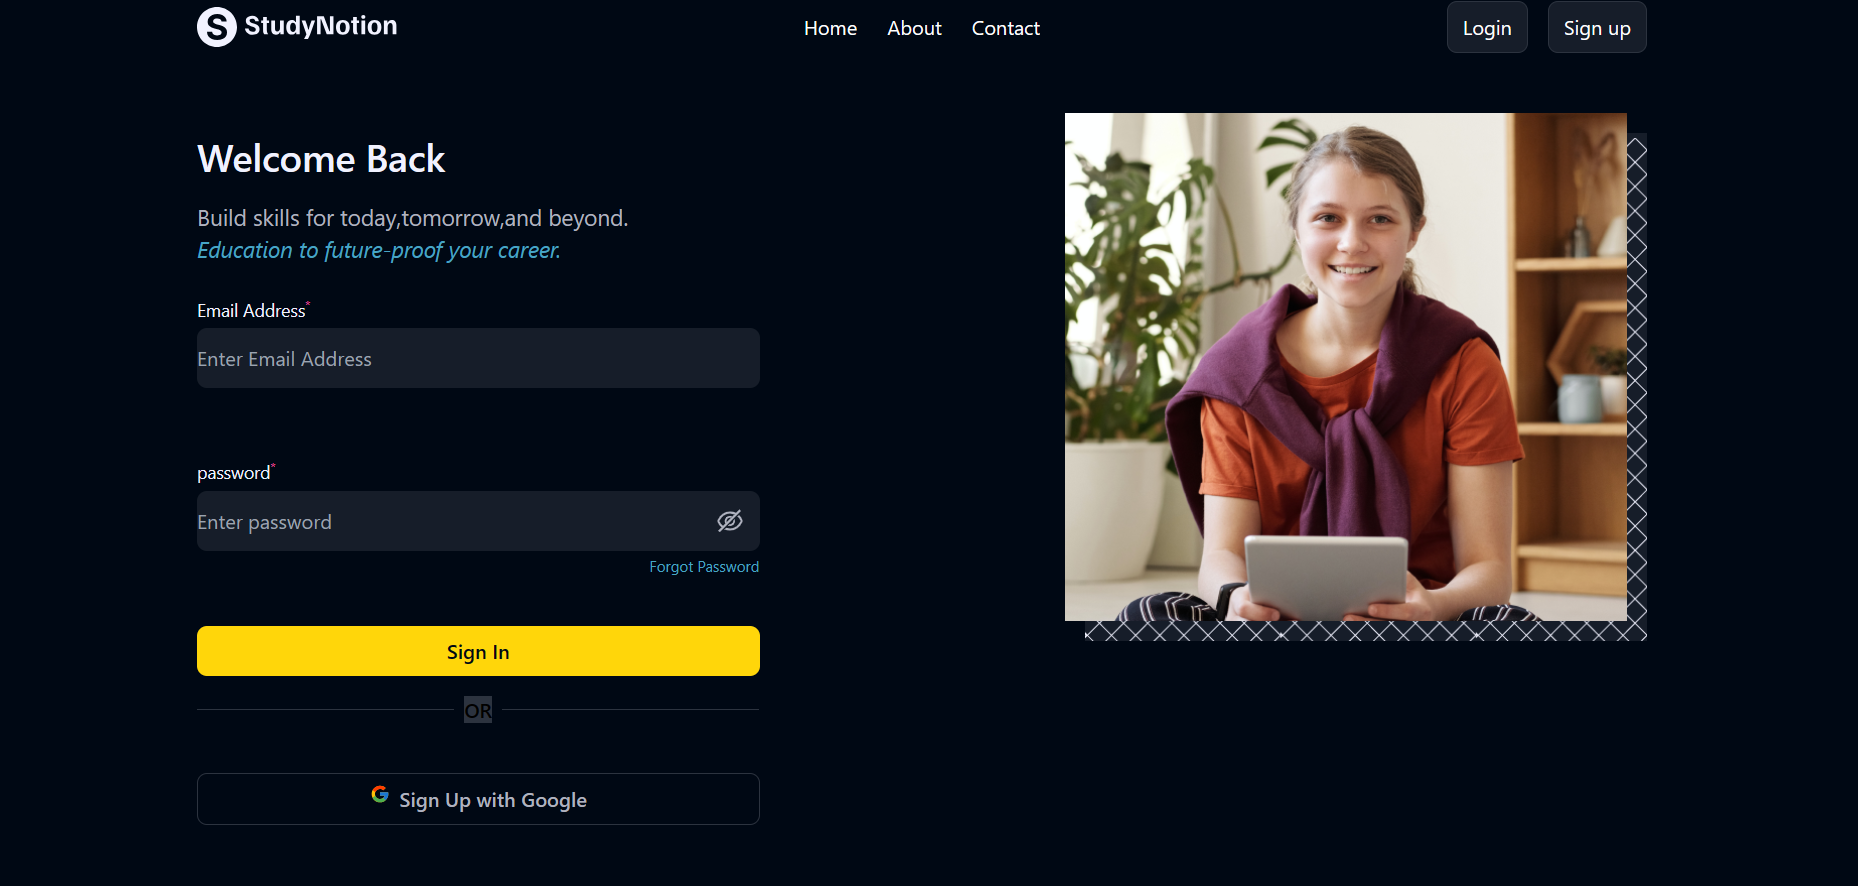 StudyNotion
Home About Contact
Login Sign up
Welcome Back
Build skills for today,tomorrow,and beyond.
Education to future-proof your career.
Email Address*
Enter Email Address
password*
Enter password
Forgot Password
Sign In
OR
Sign Up with Google